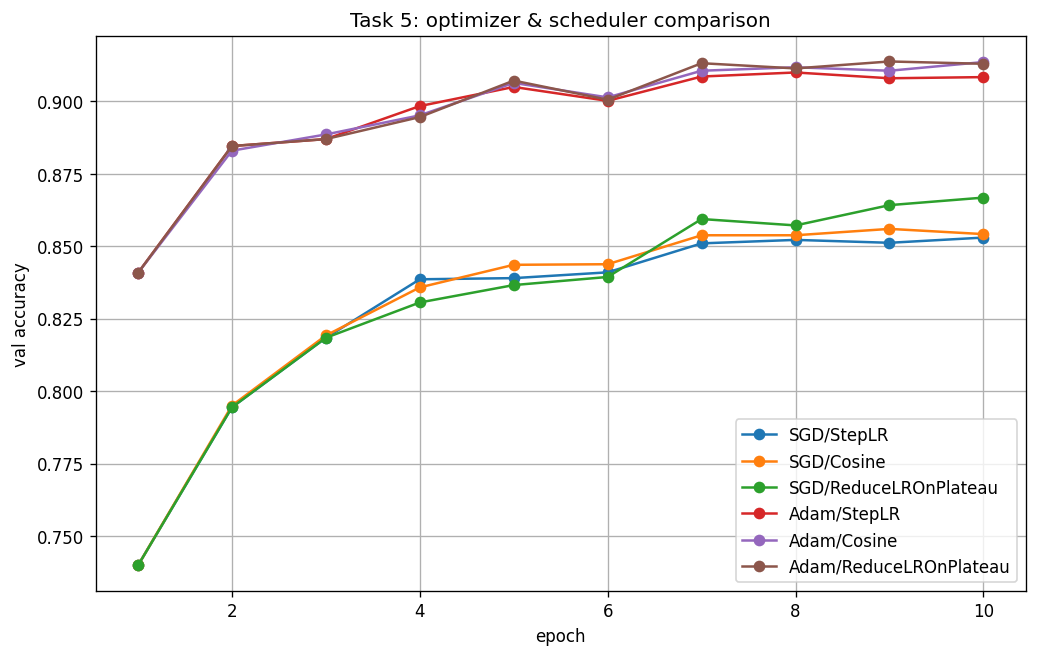 Task 5: optimizer & scheduler comparison
val accuracy
0.900
0.875
0.850
0.825
0.800
0.775
0.750
2
4
6
8
10
epoch
SGD/StepLR
SGD/Cosine
SGD/ReduceLROnPlateau
Adam/StepLR
Adam/Cosine
Adam/ReduceLROnPlateau